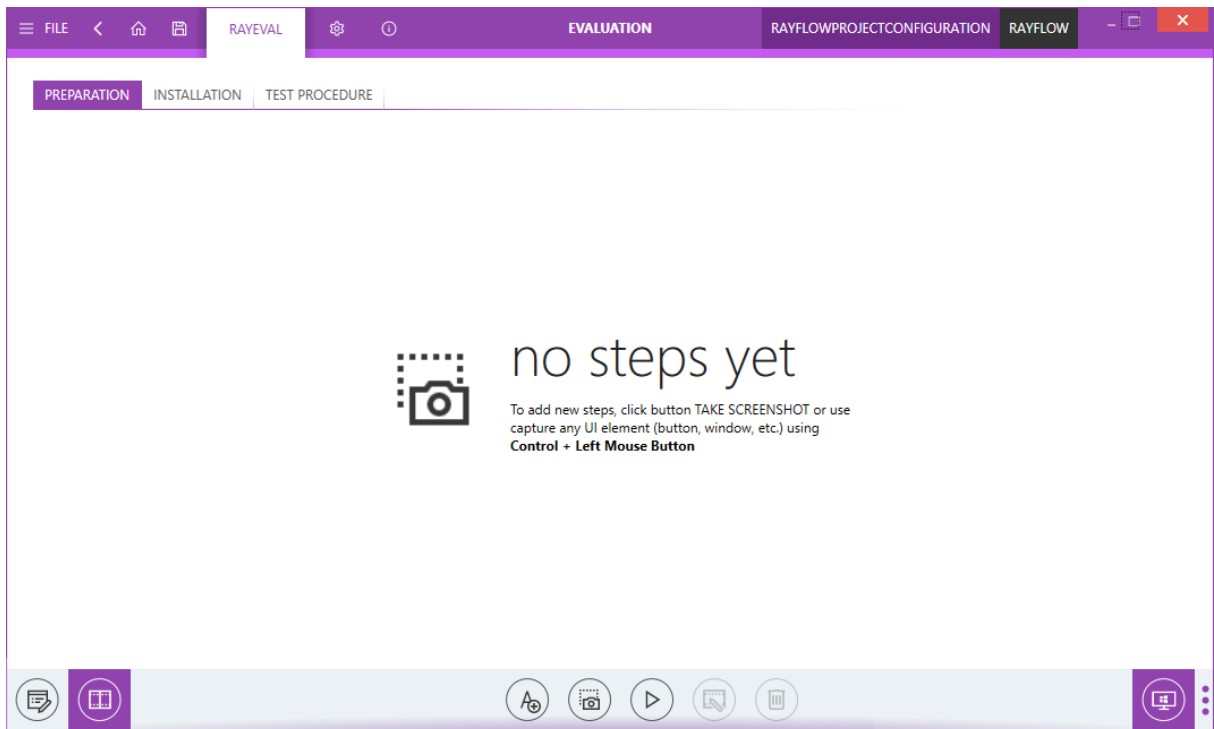 FILE RAYEVAL EVALUATION RAYFLOWPROJECTCONFIGURATION RAYFLOW
PREPARATION INSTALLATION TEST PROCEDURE
no steps yet
To add new steps, click button TAKE SCREENSHOT or use
capture any UI element (button, window, etc.) using
Control + Left Mouse Button